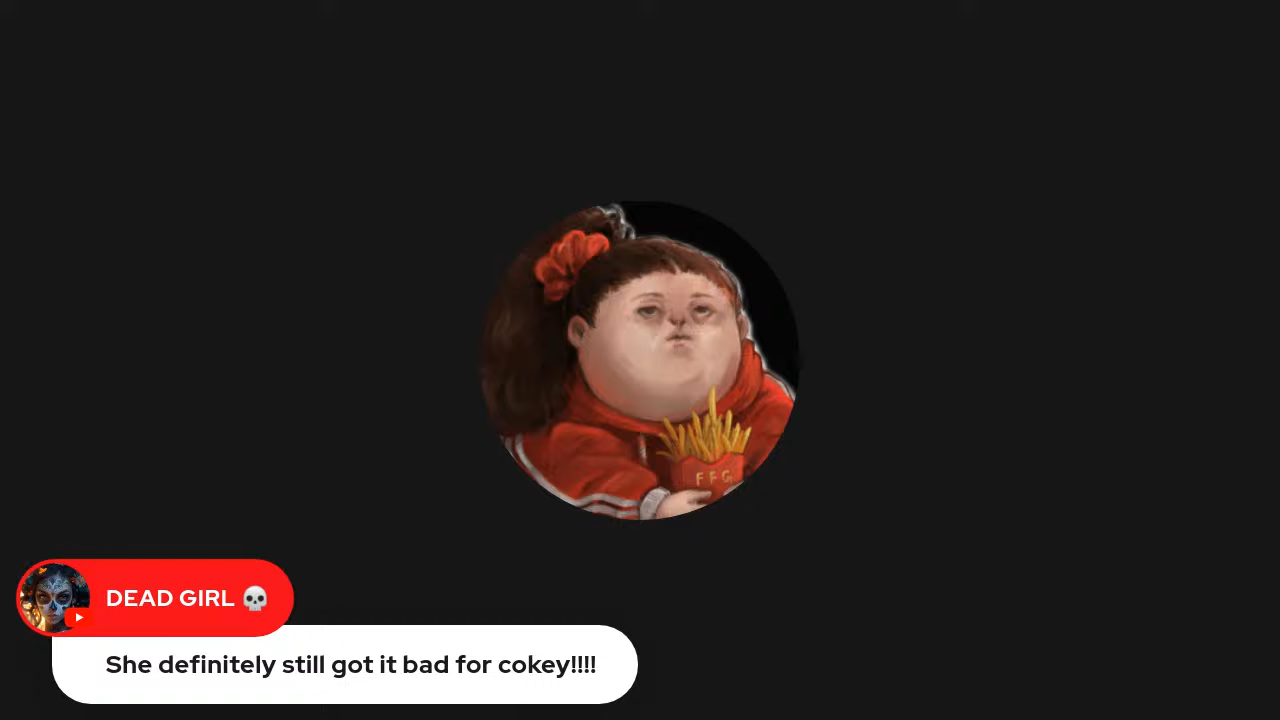 FFG
DEAD GIRL 💀
She definitely still got it bad for cokey!!!!